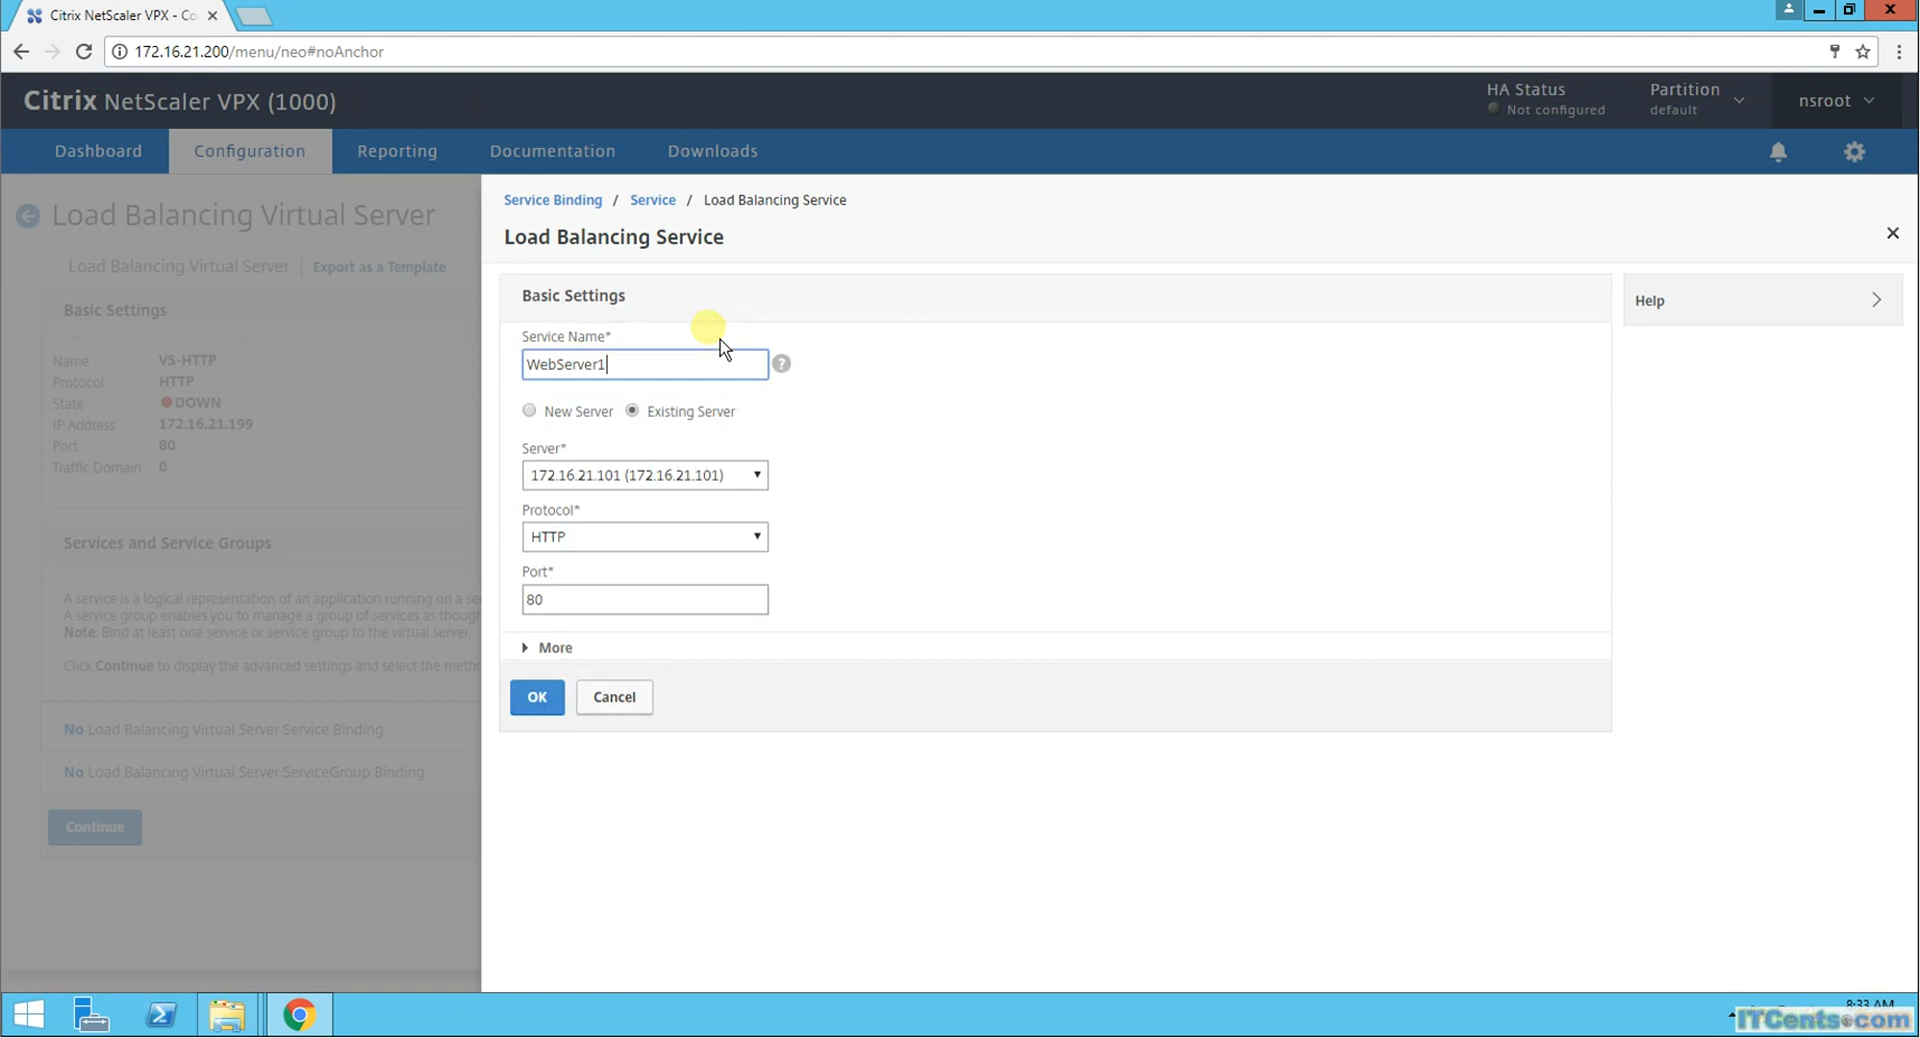 Citrix NetScaler VPX - Co
172.16.21.200/menu/neo#noAnchor
Citrix NetScaler VPX (1000)
HA Status
Not configured
Partition
default
nsroot
Dashboard
Configuration
Reporting
Documentation
Downloads
Load Balancing Virtual Server
Load Balancing Virtual Server
Export as a Template
Basic Settings
Name VS-HTTP
Protocol HTTP
State DOWN
IP Address 172.16.21.199
Port 80
Traffic Domain 0
Services and Service Groups
A service is a logical representation of an application running on a se
A service group enables you to manage a group of services as though
Note: Bind at least one service or service group to the virtual server
Click Continue to display the advanced settings and select the metho
No Load Balancing Virtual Server Service Binding
No Load Balancing Virtual Server ServiceGroup Binding
Continue
Service Binding / Service / Load Balancing Service
Load Balancing Service
Basic Settings
Service Name*
WebServer1
?
New Server
Existing Server
Server*
172.16.21.101 (172.16.21.101)
Protocol*
HTTP
Port*
80
More
OK
Cancel
Help
8:33 AM
ITCents.com